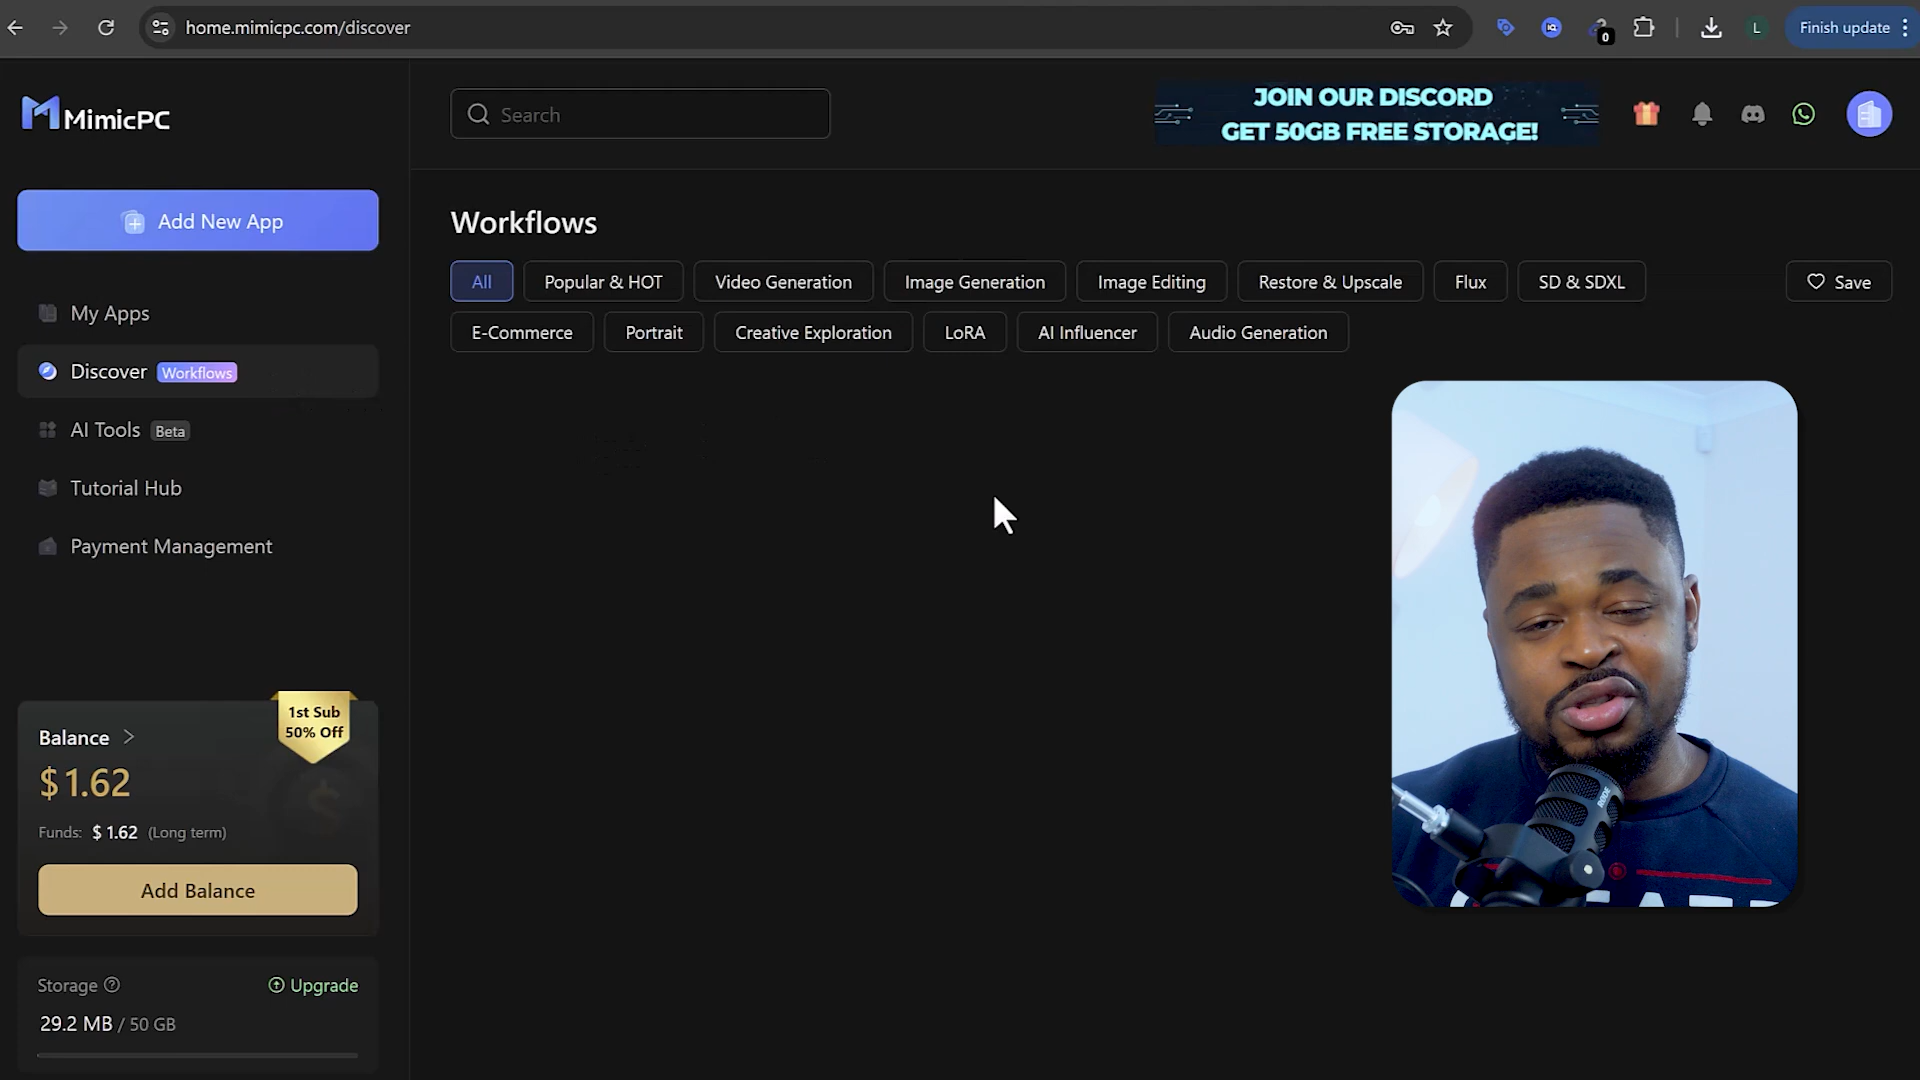 home.mimicpc.com/discover
0
L
Finish update
MimicPC
Search
JOIN OUR DISCORD
GET 50GB FREE STORAGE!
Add New App
My Apps
Discover Workflows
AI Tools Beta
Tutorial Hub
Payment Management
Workflows
All
Popular & HOT
Video Generation
Image Generation
Image Editing
Restore & Upscale
Flux
SD & SDXL
Save
E-Commerce
Portrait
Creative Exploration
LoRA
AI Influencer
Audio Generation
1st Sub
50% Off
Balance >
$ 1.62
Funds: $ 1.62 (Long term)
Add Balance
Storage
Upgrade
29.2 MB / 50 GB
RODE